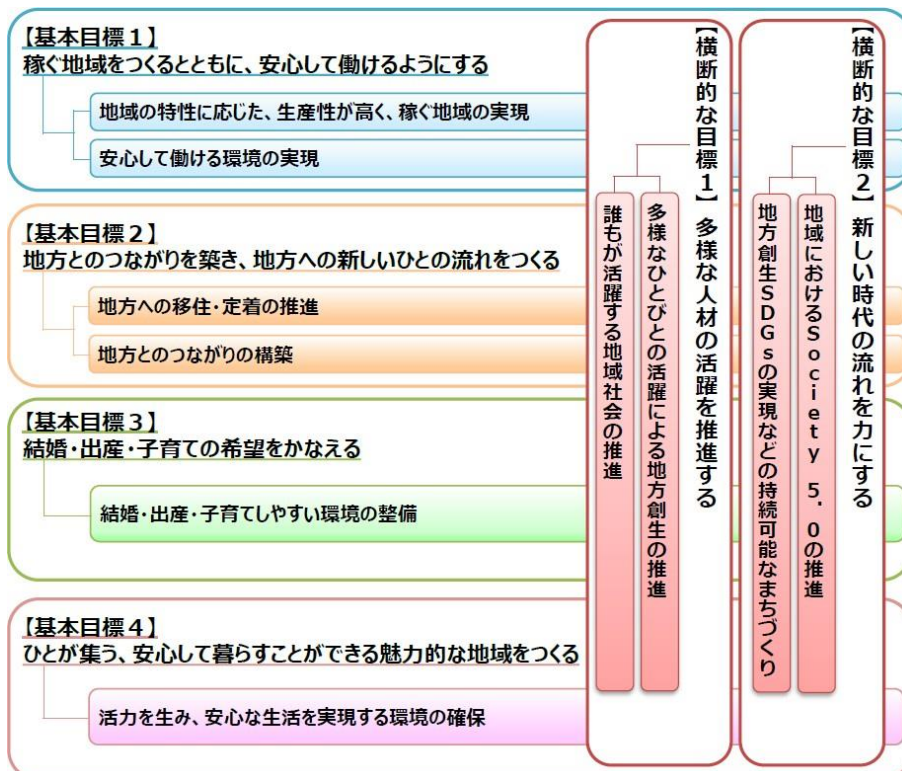 【基本目標１】
稼ぐ地域をつくるとともに、安心して働けるようにする
地域の特性に応じた、生産性が高く、稼ぐ地域の実現
安心して働ける環境の実現
【基本目標２】
地方とのつながりを築き、地方への新しいひとの流れをつくる
地方への移住・定着の推進
地方とのつながりの構築
【基本目標３】
結婚・出産・子育ての希望をかなえる
結婚・出産・子育てしやすい環境の整備
【基本目標４】
ひとが集う、安心して暮らすことができる魅力的な地域をつくる
活力を生み、安心な生活を実現する環境の確保
【横断的な目標１】多様な人材の活躍を推進する
多様なひとびとの活躍による地方創生の推進
誰もが活躍する地域社会の推進
【横断的な目標２】新しい時代の流れを力にする
地域におけるＳｏｃｉｅｔｙ　５．０の推進
地方創生ＳＤＧｓの実現などの持続可能なまちづくり